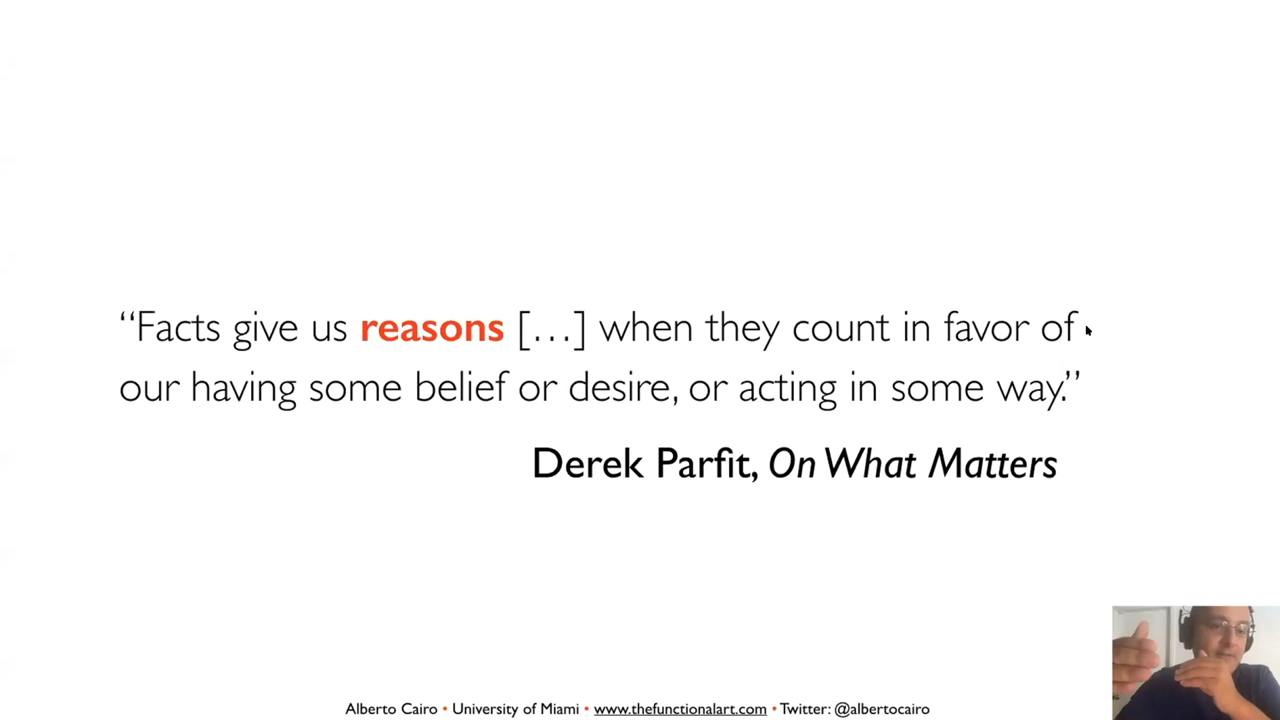 “Facts give us reasons […] when they count in favor of
our having some belief or desire, or acting in some way.”
Derek Parfit, On What Matters
Alberto Cairo • University of Miami • www.thefunctionalart.com • Twitter: @albertocairo